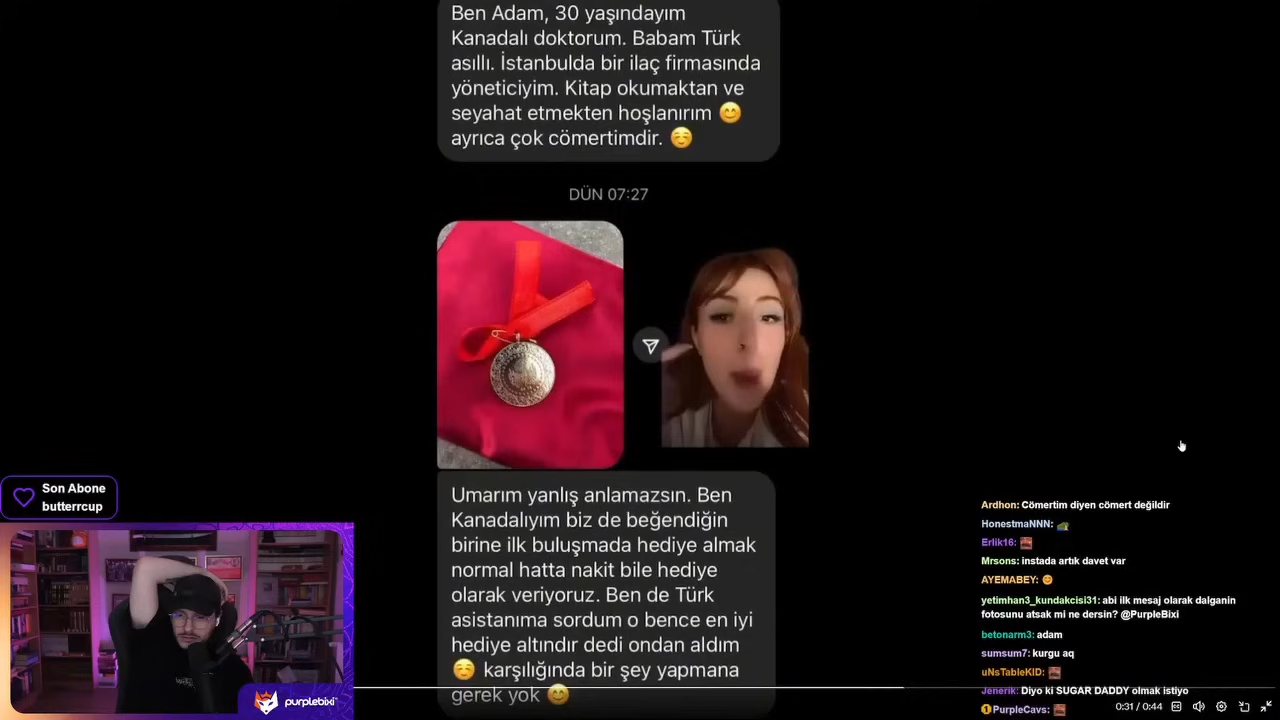 Ben Adam, 30 yaşındayım
Kanadalı doktorum. Babam Türk
asıllı. İstanbulda bir ilaç firmasında
yöneticiyim. Kitap okumaktan ve
seyahat etmekten hoşlanırım 😊
ayrıca çok cömertimdir. ☺️
DÜN 07:27
Umarım yanlış anlamazsın. Ben
Kanadalıyım biz de beğendiğin
birine ilk buluşmada hediye almak
normal hatta nakit bile hediye
olarak veriyoruz. Ben de Türk
asistanıma sordum o bence en iyi
hediye altındır dedi ondan aldım
☺️ karşılığında bir şey yapmana
gerek yok 😊
Son Abone
buttercup
purplebixi
Ardhon: Cömertim diyen cömert değildir
HonestmaNNN:
Erlik16:
Mrsons: instada artık davet var
AYEMABEY: 😊
yetimhan3_kundakcisi31: abi ilk mesaj olarak dalganin
fotosunu atsak mi ne dersin? @PurpleBixi
betonarm3: adam
sumsum7: kurgu aq
uNsTableKID:
Jenerik: Diyo ki SUGAR DADDY olmak istiyo
1 PurpleCavs:
0:31 / 0:44